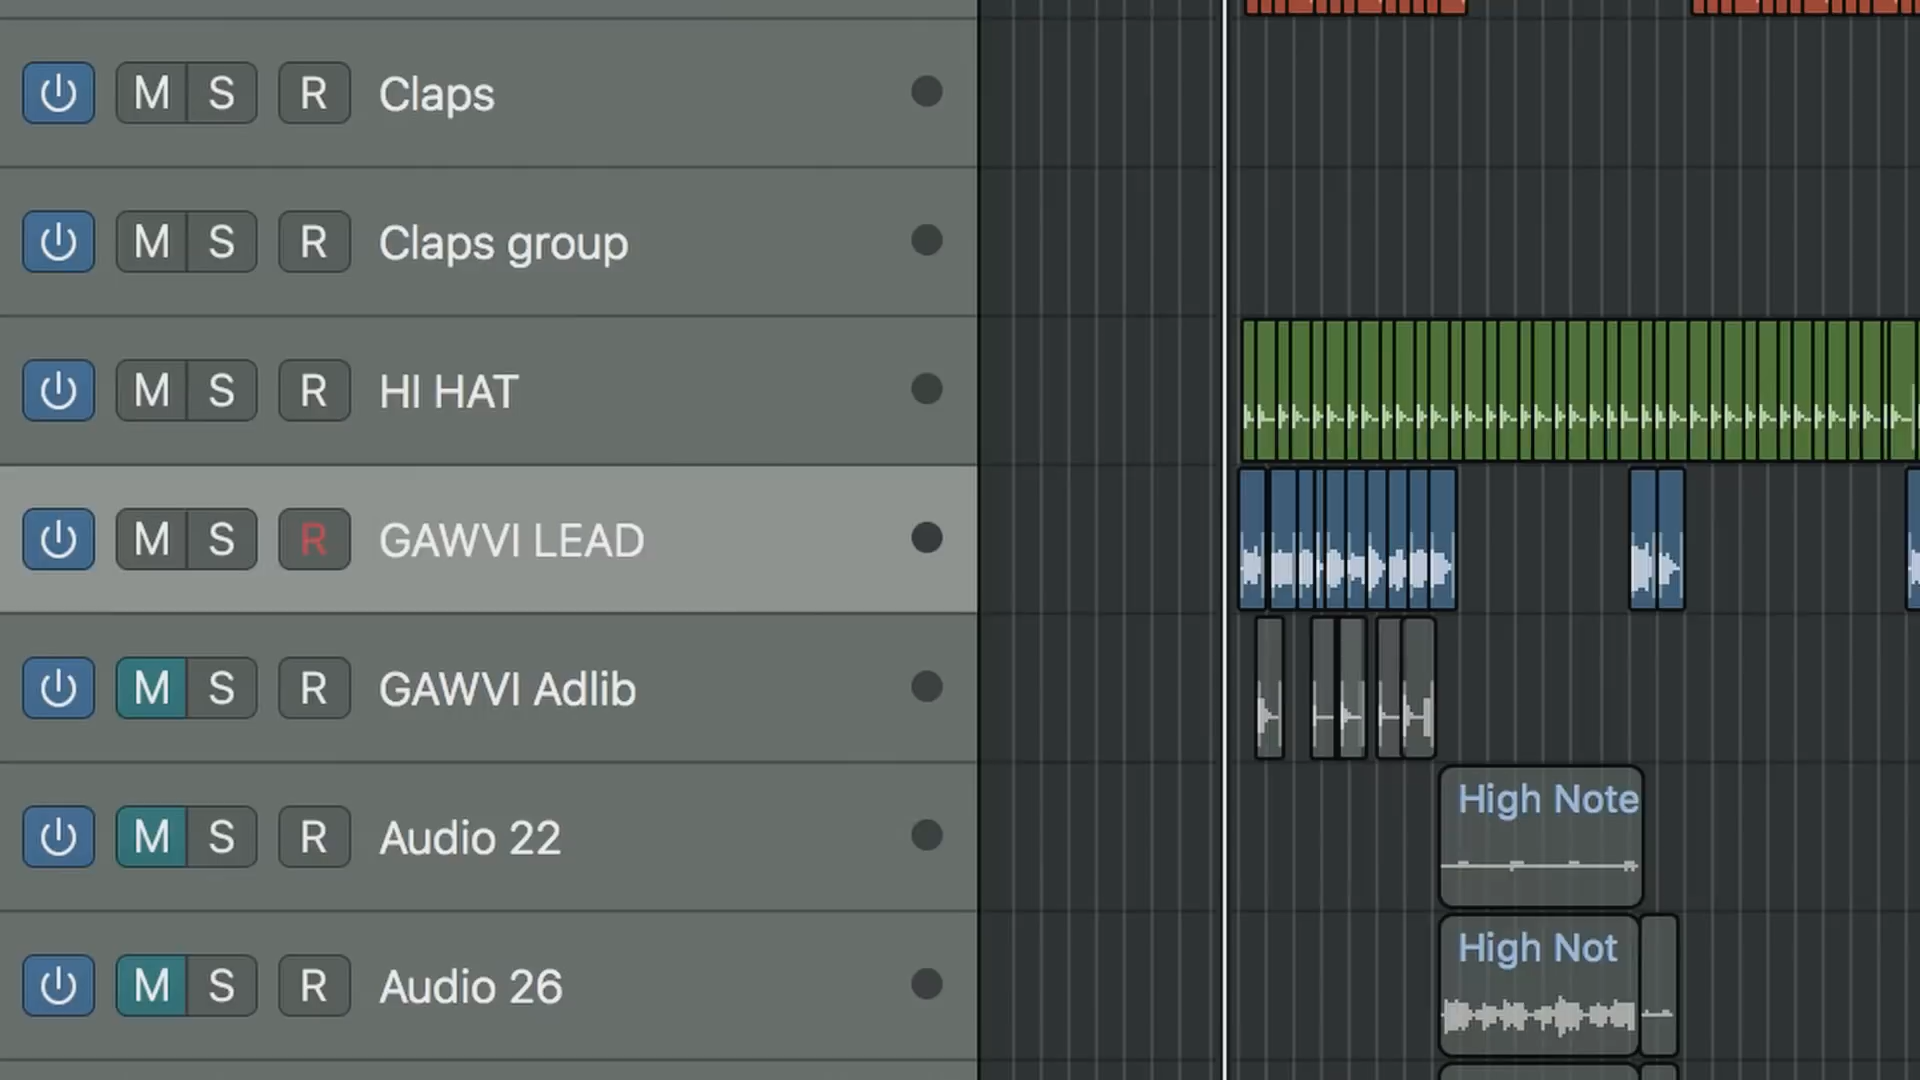 M S R Claps
M S R Claps group
M S R HI HAT
M S R GAWVI LEAD
M S R GAWVI Adlib
M S R Audio 22
High Note
M S R Audio 26
High Not